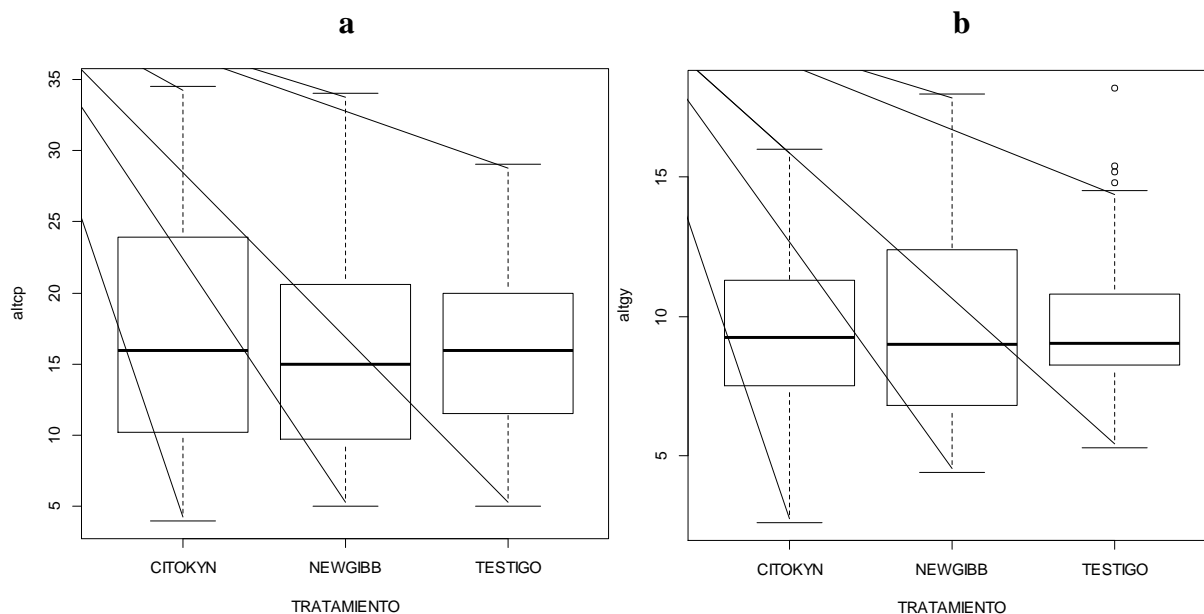 a
altcp
35
30
25
20
15
10
5
CITOKYN NEWGIBB TESTIGO
TRATAMIENTO
b
altgy
15
10
5
CITOKYN NEWGIBB TESTIGO
TRATAMIENTO